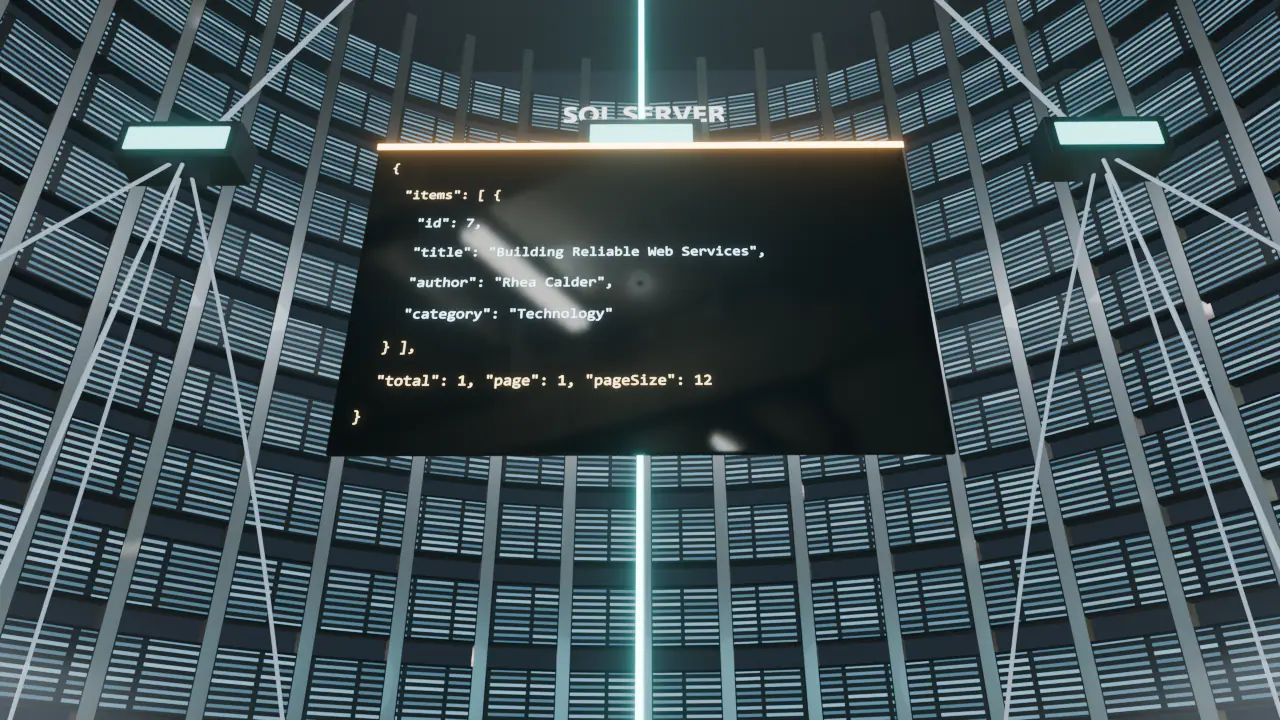 SQL SERVER
{
"items": [ {
"id": 7,
"title": "Building Reliable Web Services",
"author": "Rhea Calder",
"category": "Technology"
} ],
"total": 1, "page": 1, "pageSize": 12
}